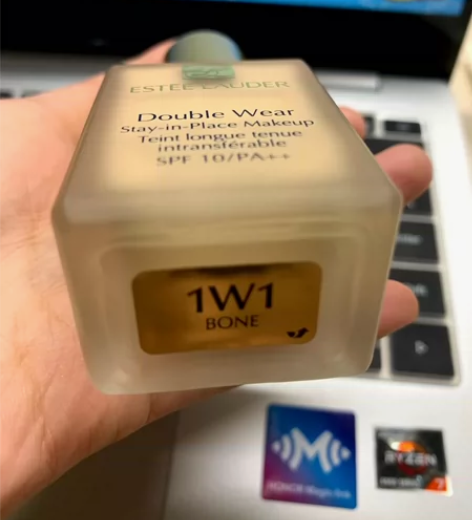 ESTEE LAUDER
Double Wear
Stay-in-Place Makeup
Teint longue tenue
intransférable
SPF 10/PA++
1W1
BONE
HONOR Magic-link
RYZEN
7